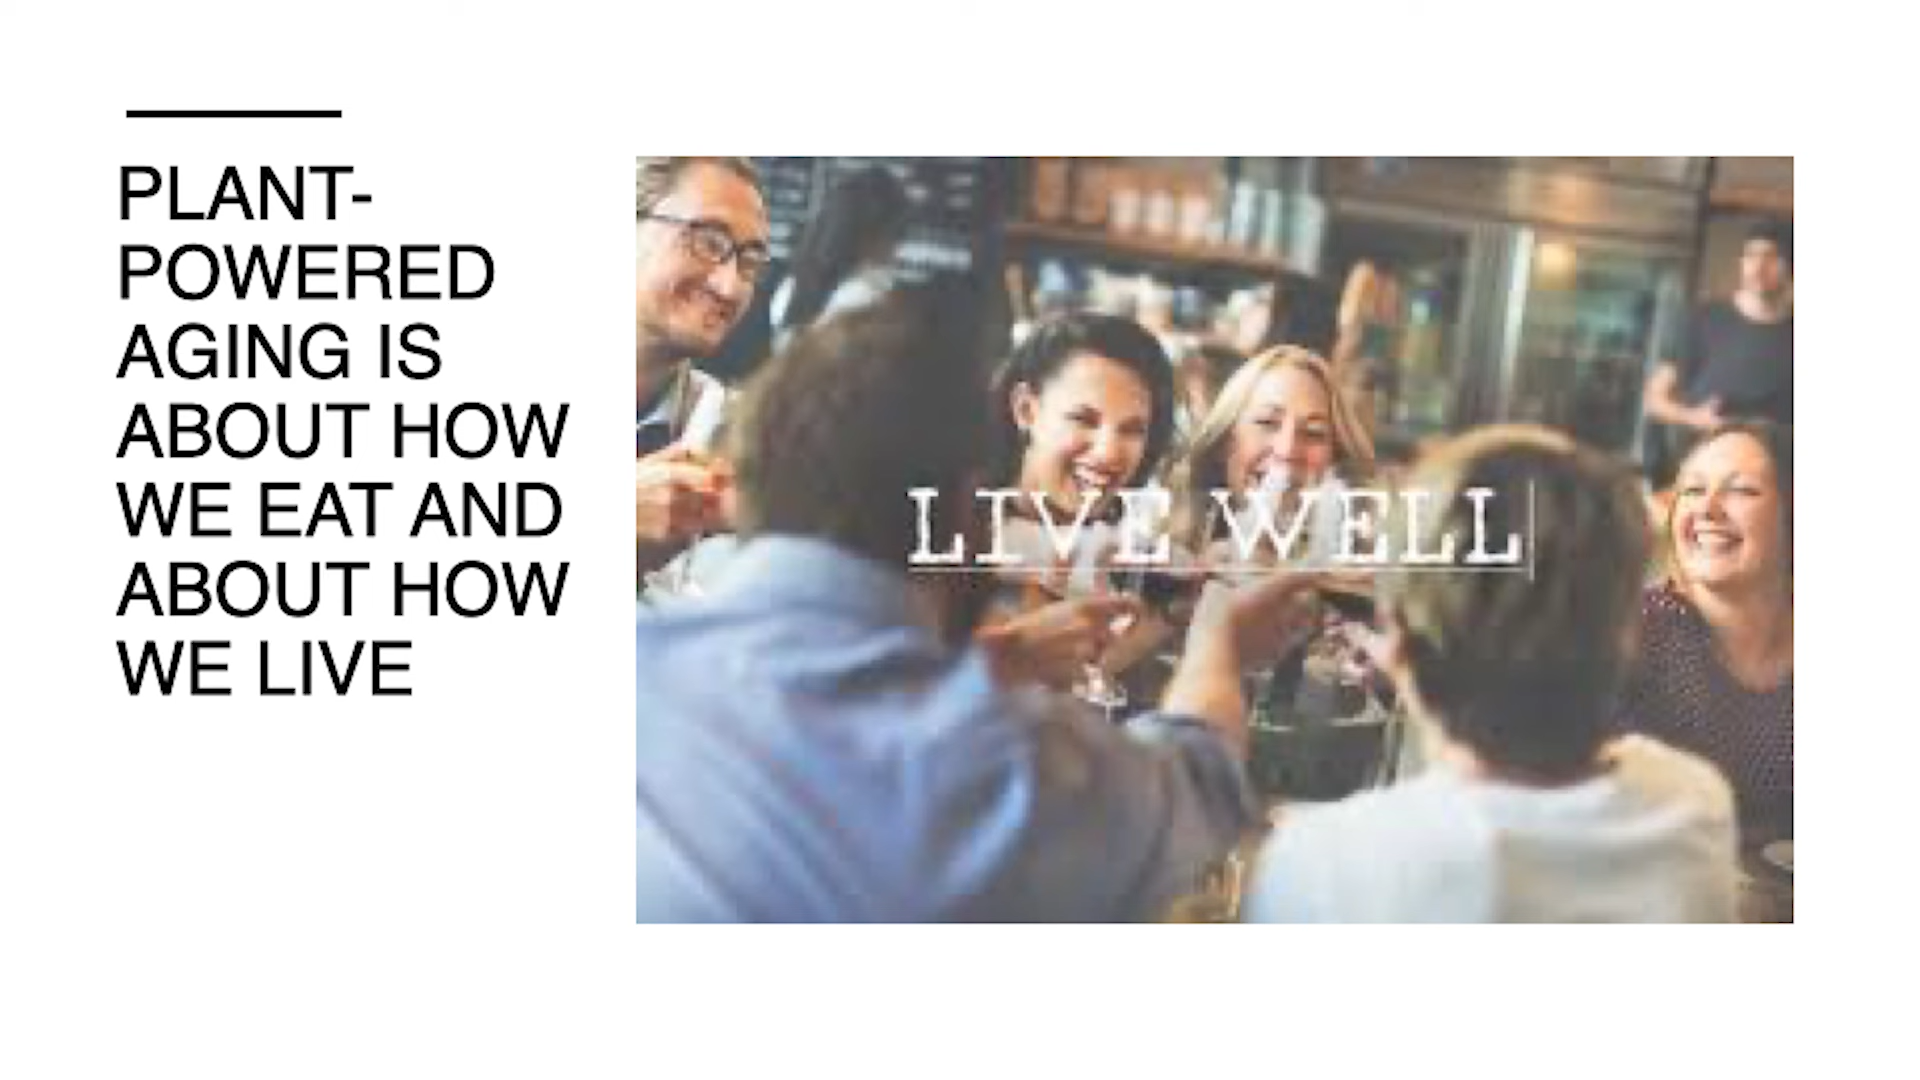 PLANT-
POWERED
AGING IS
ABOUT HOW
WE EAT AND
ABOUT HOW
WE LIVE
LIVE WELL